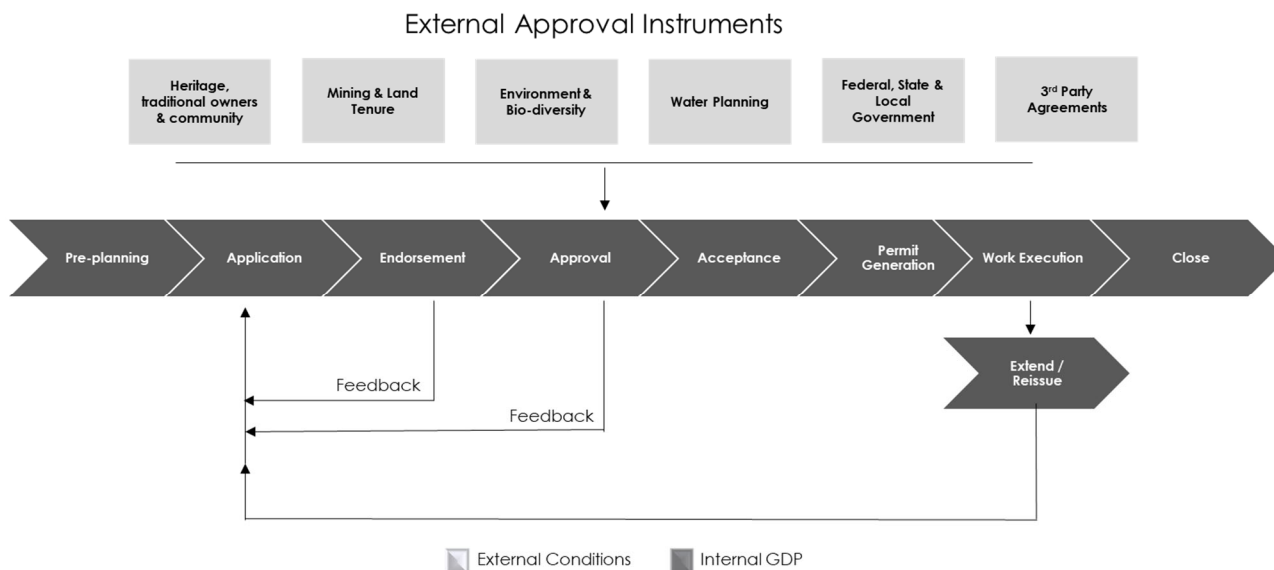 External Approval Instruments
Heritage,
traditional owners
& community
Mining & Land
Tenure
Environment &
Bio-diversity
Water Planning
Federal, State &
Local
Government
3rd Party
Agreements
Pre-planning
Application
Endorsement
Approval
Acceptance
Permit
Generation
Work Execution
Close
Extend /
Reissue
Feedback
Feedback
External Conditions
Internal GDP